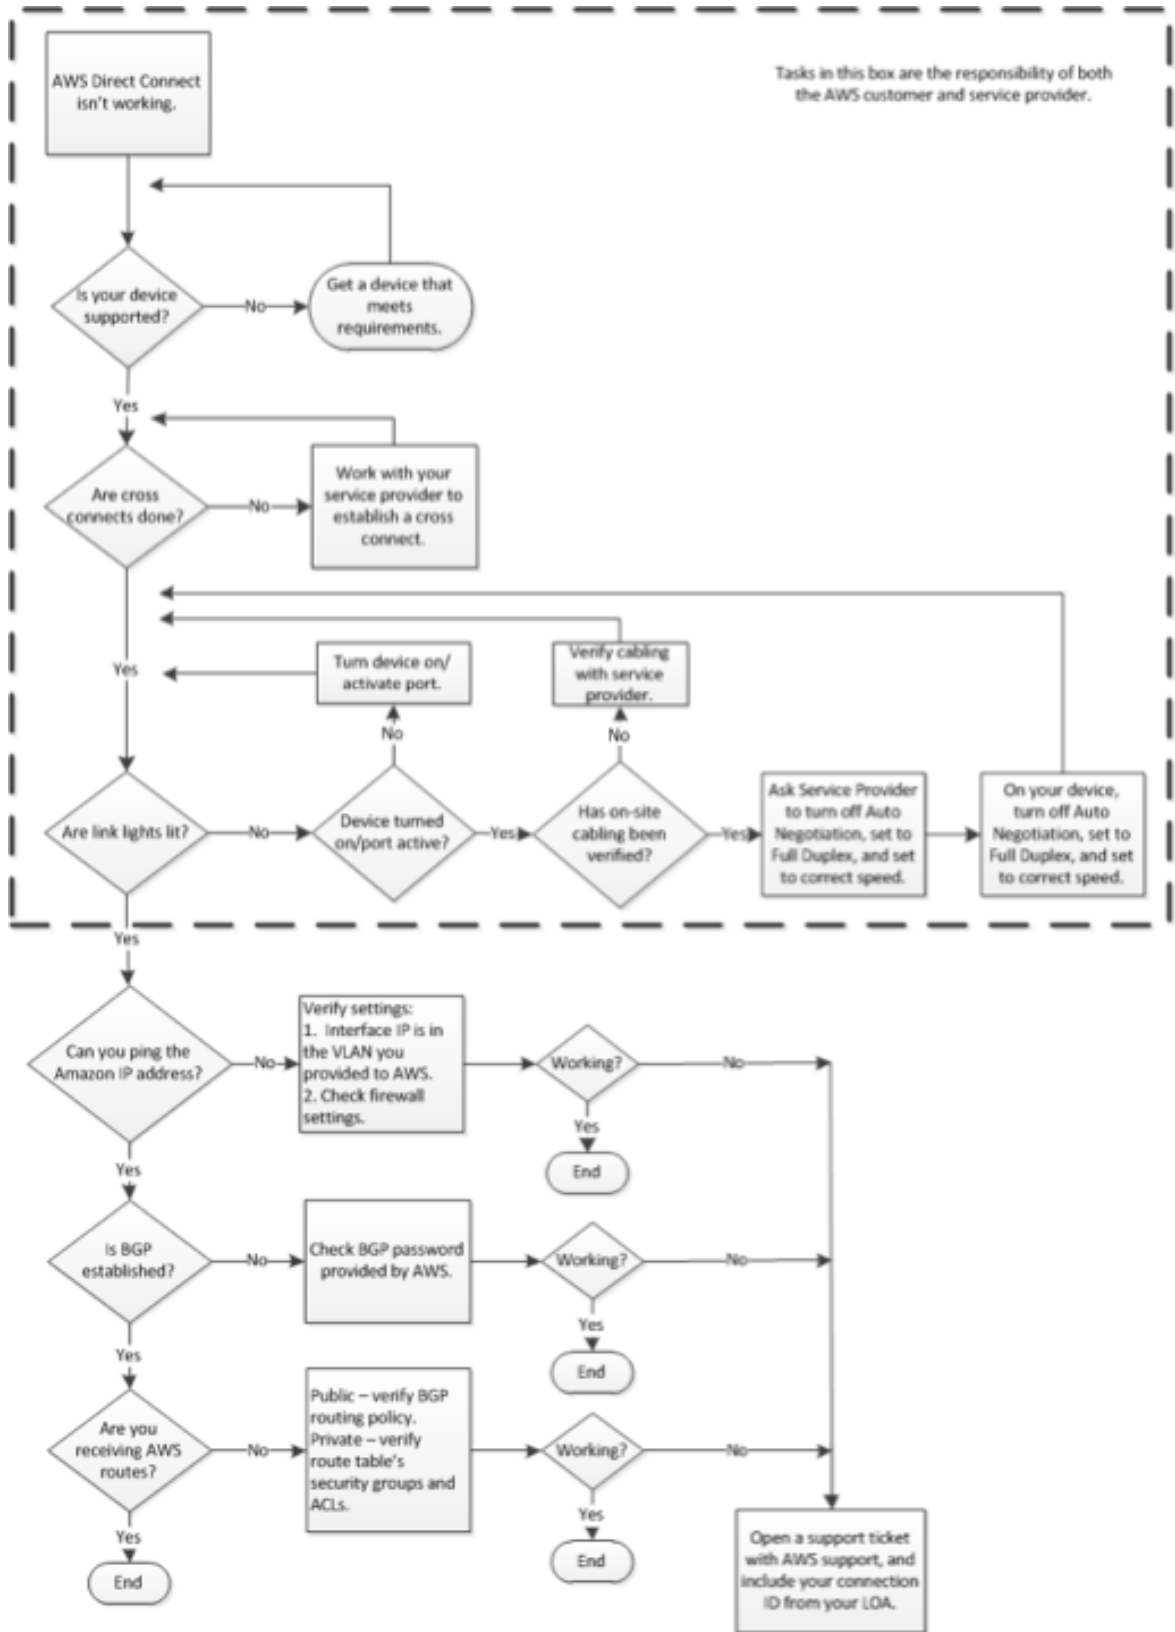 AWS Direct Connect
isn't working.
Tasks in this box are the responsibility of both
the AWS customer and service provider.
Is your device
supported?
No
Get a device that
meets
requirements.
Yes
Are cross
connects done?
No
Work with your
service provider to
establish a cross
connect.
Yes
Turn device on/
activate port.
Verify cabling
with service
provider.
No
No
Are link lights lit?
No
Device turned
on/port active?
Yes
Has on-site
cabling been
verified?
Yes
Ask Service Provider
to turn off Auto
Negotiation, set to
Full Duplex, and set
to correct speed.
On your device,
turn off Auto
Negotiation, set to
Full Duplex, and set
to correct speed.
Yes
Can you ping the
Amazon IP address?
No
Verify settings:
1. Interface IP is in
the VLAN you
provided to AWS.
2. Check firewall
settings.
Working?
No
Yes
End
Yes
Is BGP
established?
No
Check BGP password
provided by AWS.
Working?
No
Yes
End
Yes
Are you
receiving AWS
routes?
No
Public – verify BGP
routing policy.
Private – verify
route table's
security groups and
ACLs.
Working?
No
Yes
End
Yes
End
Open a support ticket
with AWS support, and
include your connection
ID from your LOA.